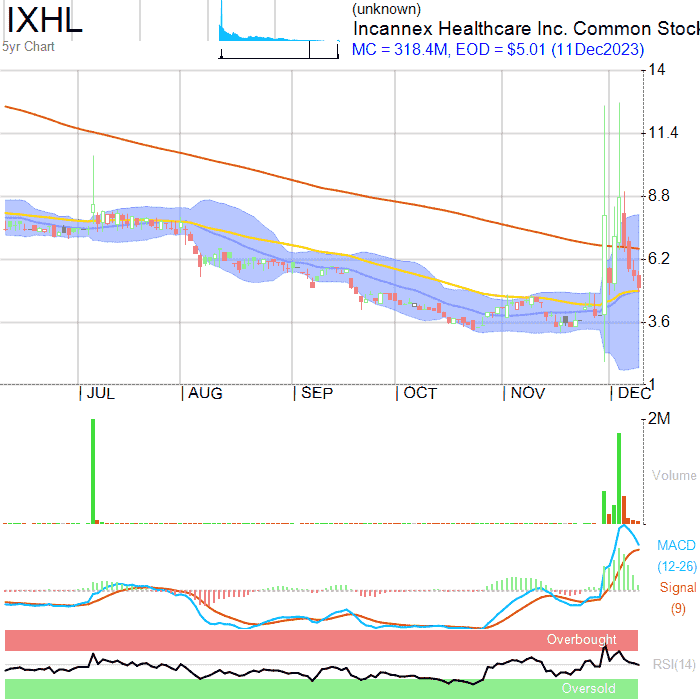 IXHL
5yr Chart
(unknown)
Incannex Healthcare Inc. Common Stock
MC = 318.4M, EOD = $5.01 (11Dec2023)
14
11.4
8.8
6.2
3.6
1
JUL
AUG
SEP
OCT
NOV
DEC
2M
Volume
MACD
(12-26)
Signal
(9)
Overbought
RSI(14)
Oversold